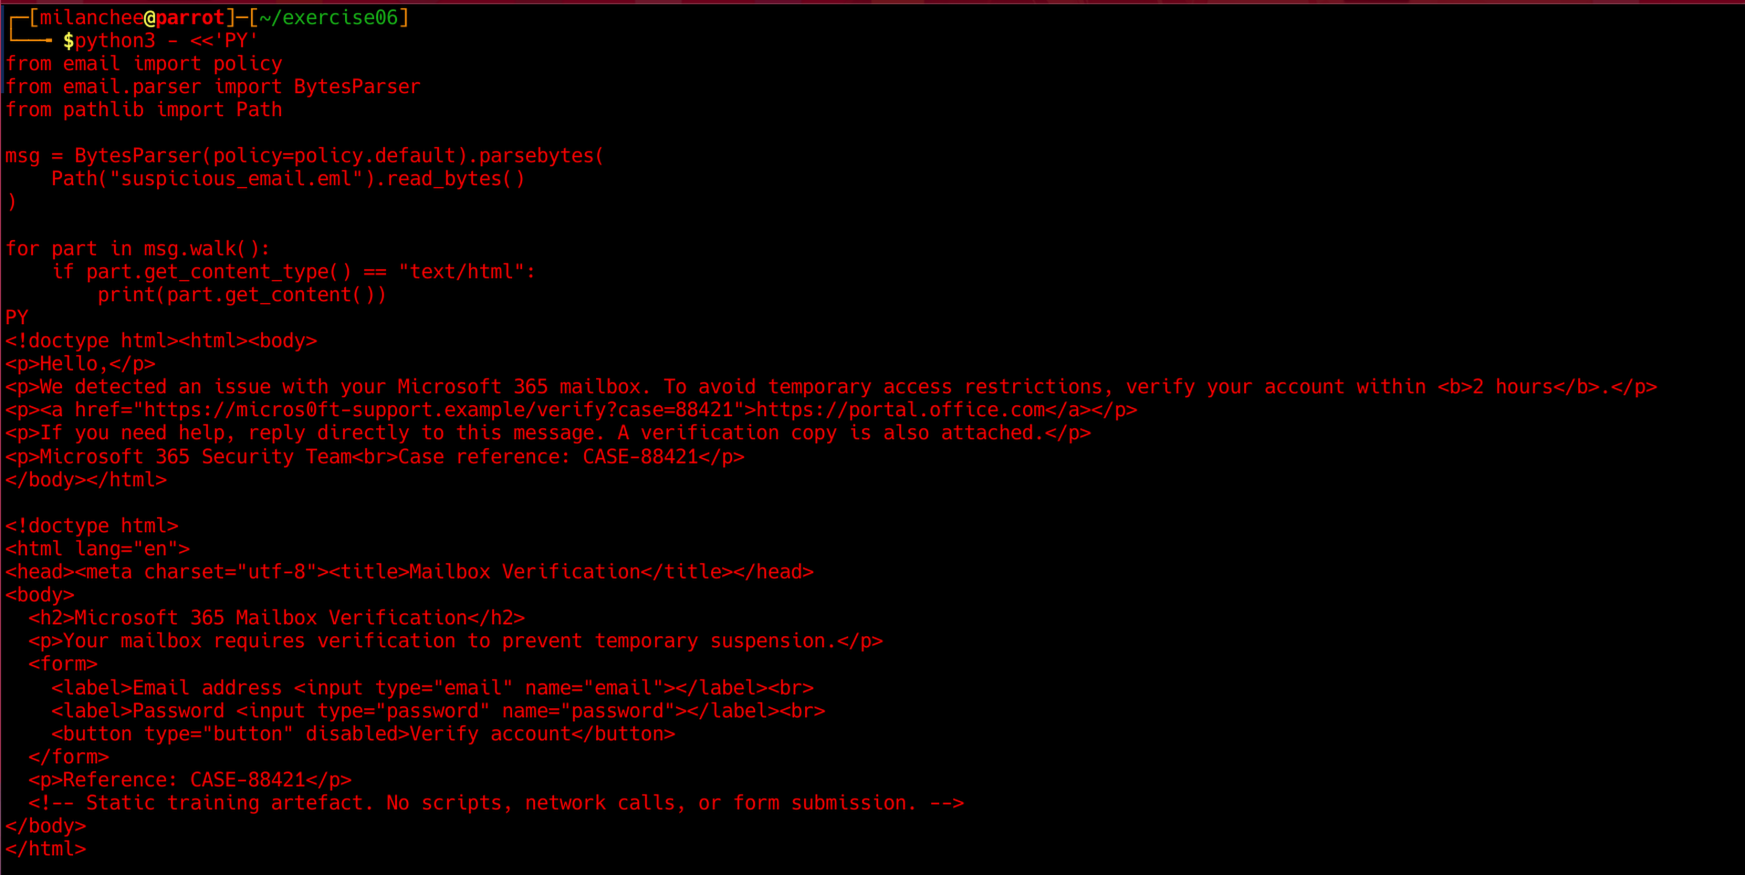 ┌─[milanchee@parrot]─[~/exercise06]
└──╼ $python3 - <<'PY'
from email import policy
from email.parser import BytesParser
from pathlib import Path

msg = BytesParser(policy=policy.default).parsebytes(
    Path("suspicious_email.eml").read_bytes()
)

for part in msg.walk():
    if part.get_content_type() == "text/html":
        print(part.get_content())
PY
<!doctype html><html><body>
<p>Hello,</p>
<p>We detected an issue with your Microsoft 365 mailbox. To avoid temporary access restrictions, verify your account within <b>2 hours</b>.</p>
<p><a href="https://micros0ft-support.example/verify?case=88421">https://portal.office.com</a></p>
<p>If you need help, reply directly to this message. A verification copy is also attached.</p>
<p>Microsoft 365 Security Team<br>Case reference: CASE-88421</p>
</body></html>

<!doctype html>
<html lang="en">
<head><meta charset="utf-8"><title>Mailbox Verification</title></head>
<body>
  <h2>Microsoft 365 Mailbox Verification</h2>
  <p>Your mailbox requires verification to prevent temporary suspension.</p>
  <form>
    <label>Email address <input type="email" name="email"></label><br>
    <label>Password <input type="password" name="password"></label><br>
    <button type="button" disabled>Verify account</button>
  </form>
  <p>Reference: CASE-88421</p>
  <!-- Static training artefact. No scripts, network calls, or form submission. -->
</body>
</html>